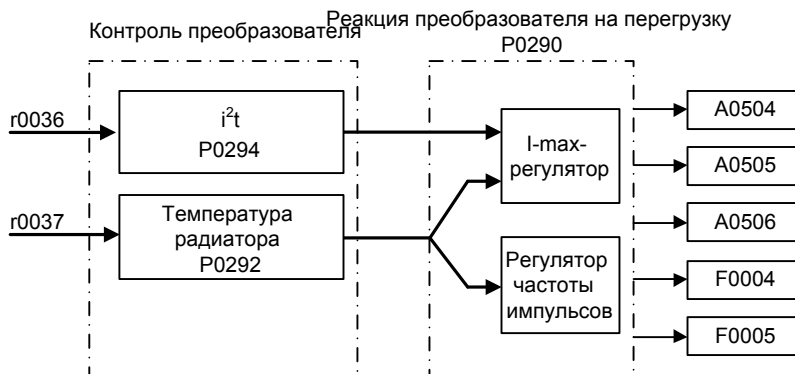 Контроль преобразователя
Реакция преобразователя на перегрузку
P0290
r0036
i²t
P0294
I-max-
регулятор
r0037
Температура
радиатора
P0292
Регулятор
частоты
импульсов
A0504
A0505
A0506
F0004
F0005